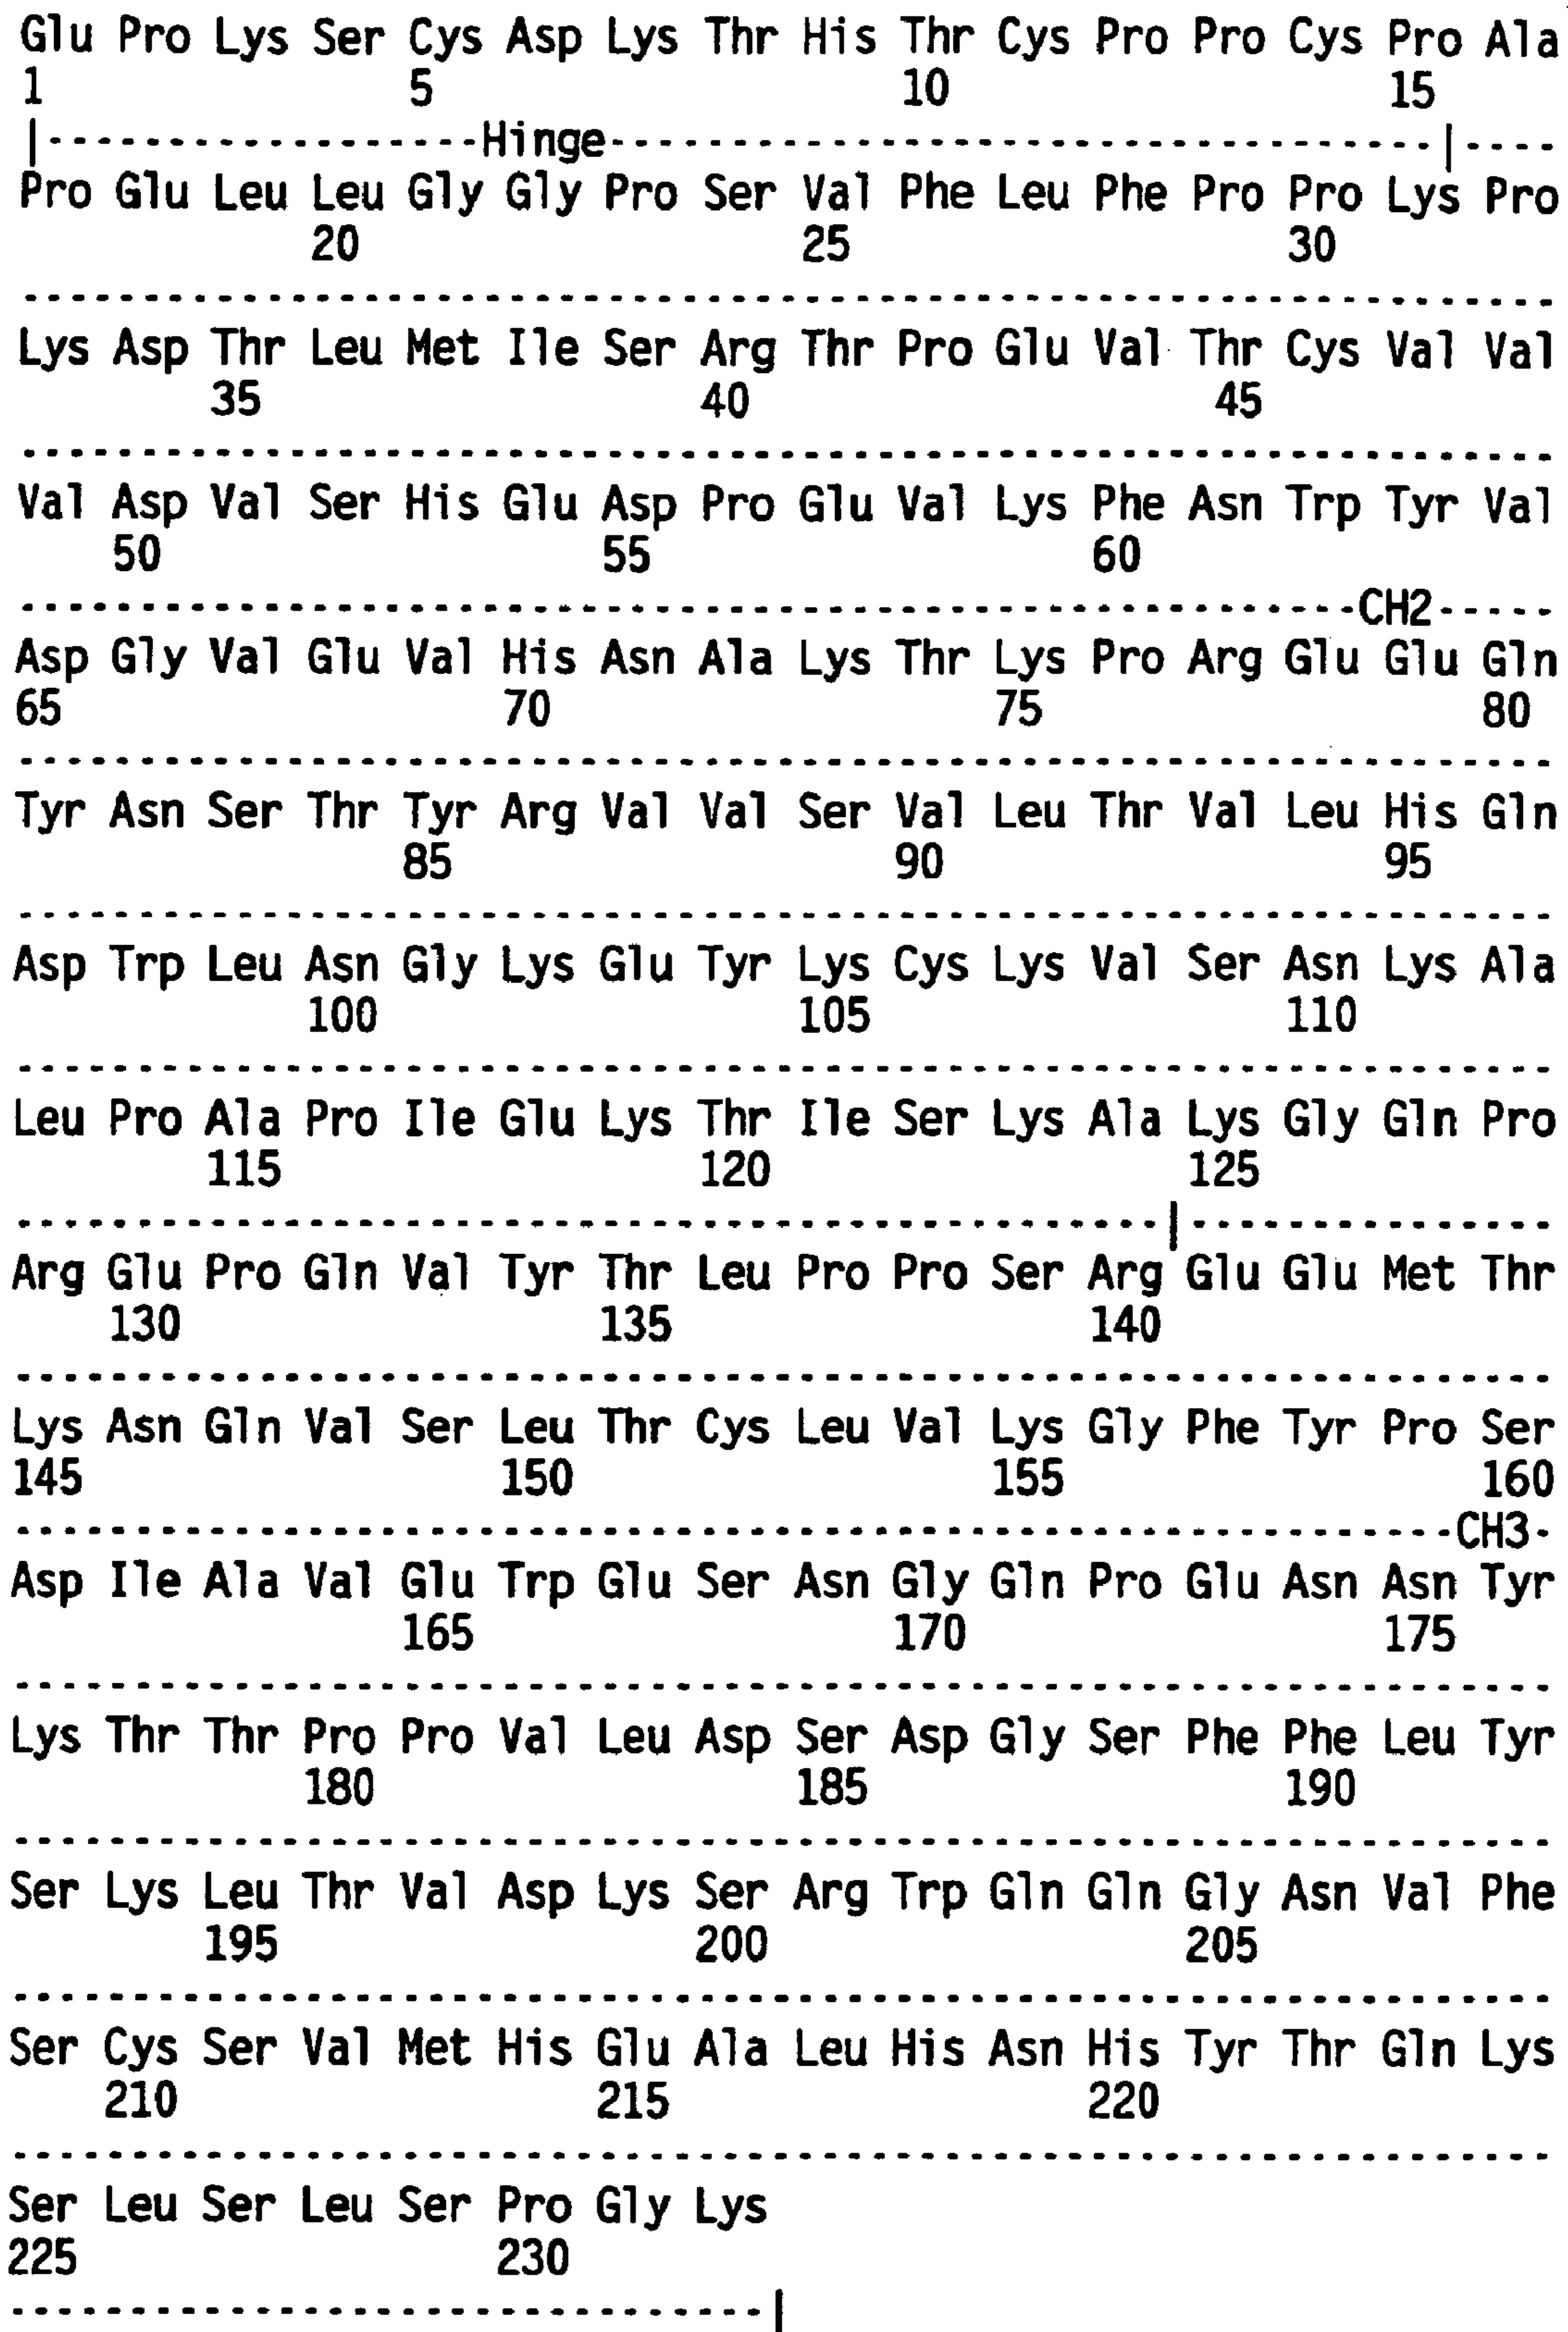 Glu Pro Lys Ser Cys Asp Lys Thr His Thr Cys Pro Pro Cys Pro Ala
1 5 10 15
|------------------Hinge-----------------------------------|----
Pro Glu Leu Leu Gly Gly Pro Ser Val Phe Leu Phe Pro Pro Lys Pro
20 25 30
Lys Asp Thr Leu Met Ile Ser Arg Thr Pro Glu Val Thr Cys Val Val
35 40 45
Val Asp Val Ser His Glu Asp Pro Glu Val Lys Phe Asn Trp Tyr Val
50 55 60
-------------------------------------------------------CH2-----
Asp Gly Val Glu Val His Asn Ala Lys Thr Lys Pro Arg Glu Glu Gln
65 70 75 80
Tyr Asn Ser Thr Tyr Arg Val Val Ser Val Leu Thr Val Leu His Gln
85 90 95
Asp Trp Leu Asn Gly Lys Glu Tyr Lys Cys Lys Val Ser Asn Lys Ala
100 105 110
Leu Pro Ala Pro Ile Glu Lys Thr Ile Ser Lys Ala Lys Gly Gln Pro
115 120 125
Arg Glu Pro Gln Val Tyr Thr Leu Pro Pro Ser Arg Glu Glu Met Thr
130 135 140
Lys Asn Gln Val Ser Leu Thr Cys Leu Val Lys Gly Phe Tyr Pro Ser
145 150 155 160
-----------------------------------------------------------CH3-
Asp Ile Ala Val Glu Trp Glu Ser Asn Gly Gln Pro Glu Asn Asn Tyr
165 170 175
Lys Thr Thr Pro Pro Val Leu Asp Ser Asp Gly Ser Phe Phe Leu Tyr
180 185 190
Ser Lys Leu Thr Val Asp Lys Ser Arg Trp Gln Gln Gly Asn Val Phe
195 200 205
Ser Cys Ser Val Met His Glu Ala Leu His Asn His Tyr Thr Gln Lys
210 215 220
Ser Leu Ser Leu Ser Pro Gly Lys
225 230